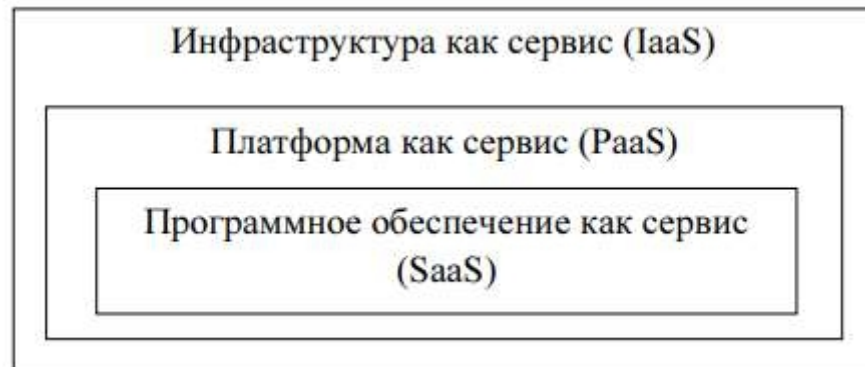 Инфраструктура как сервис (IaaS)
Платформа как сервис (PaaS)
Программное обеспечение как сервис
(SaaS)